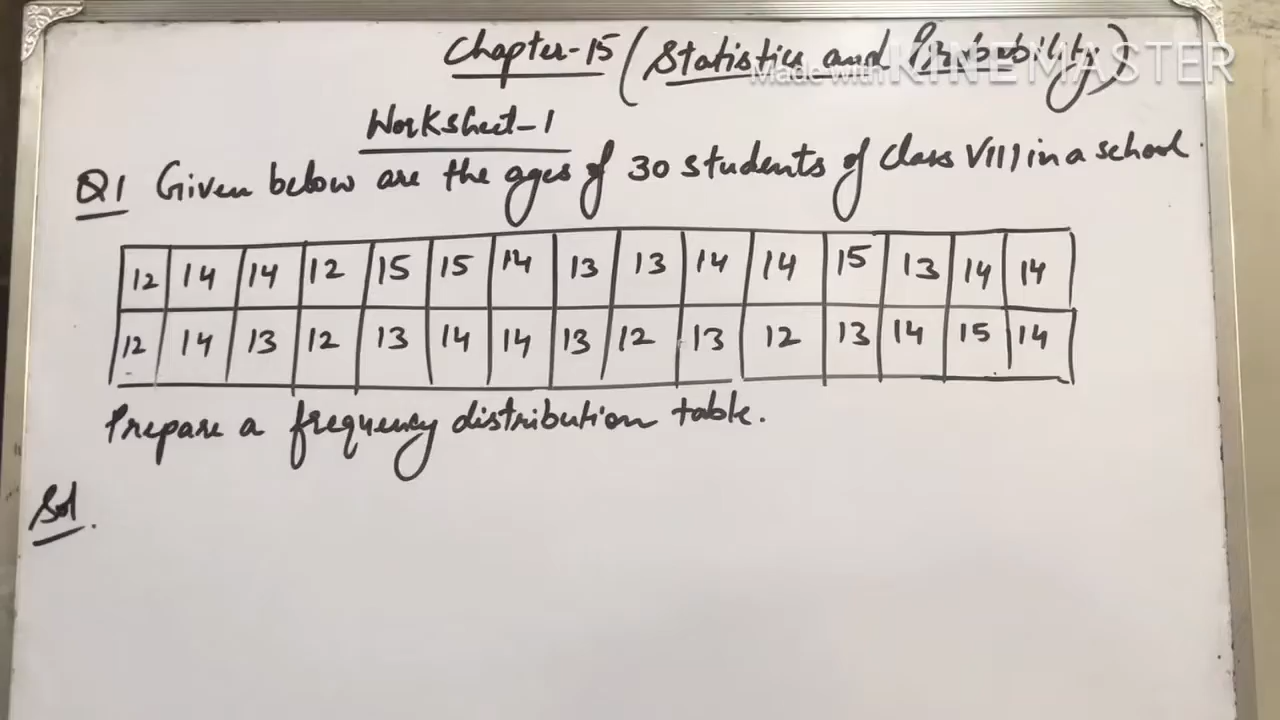 Chapter-15 (Statistics and Probability)
Made with KINEMASTER
Worksheet-1
Q1 Given below are the ages of 30 students of class VIII in a school.
12 14 14 12 15 15 14 13 13 14 14 15 13 14 14
12 14 13 12 13 14 14 13 12 13 12 13 14 15 14
Prepare a frequency distribution table.
Sol.